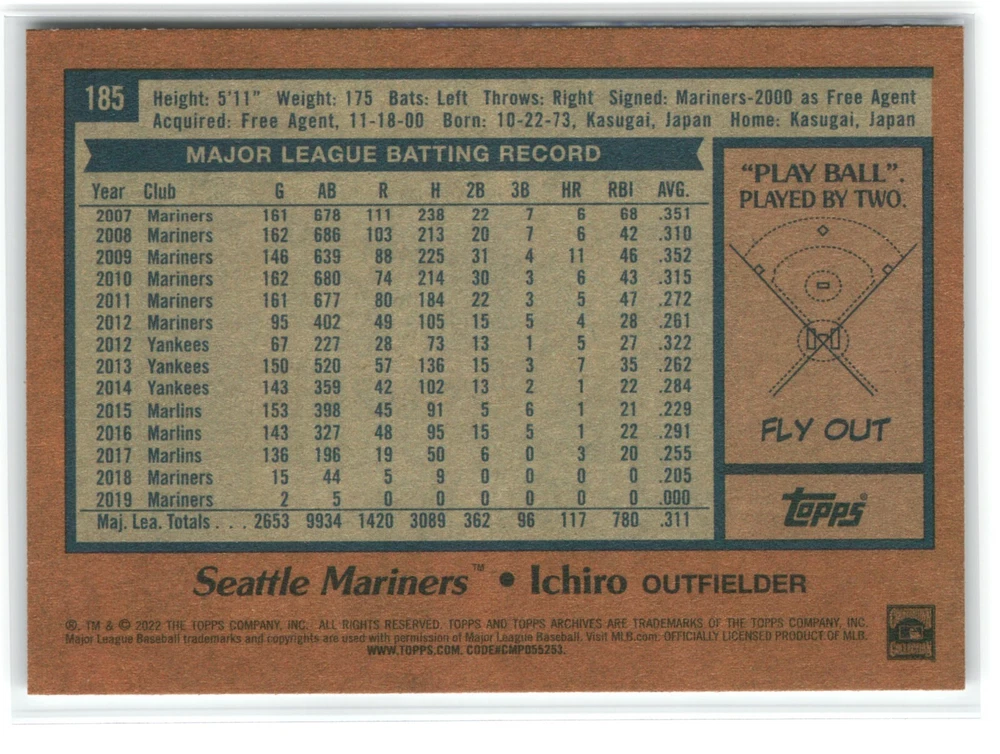 185
Height: 5'11" Weight: 175 Bats: Left Throws: Right Signed: Mariners-2000 as Free Agent
Acquired: Free Agent, 11-18-00 Born: 10-22-73, Kasugai, Japan Home: Kasugai, Japan
MAJOR LEAGUE BATTING RECORD
Year Club G AB R H 2B 3B HR RBI AVG.
2007 Mariners 161 678 111 238 22 7 6 68 .351
2008 Mariners 162 686 103 213 20 7 6 42 .310
2009 Mariners 146 639 88 225 31 4 11 46 .352
2010 Mariners 162 680 74 214 30 3 6 43 .315
2011 Mariners 161 677 80 184 22 3 5 47 .272
2012 Mariners 95 402 49 105 15 5 4 28 .261
2012 Yankees 67 227 28 73 13 1 5 27 .322
2013 Yankees 150 520 57 136 15 3 7 35 .262
2014 Yankees 143 359 42 102 13 2 1 22 .284
2015 Marlins 153 398 45 91 5 6 1 21 .229
2016 Marlins 143 327 48 95 15 5 1 22 .291
2017 Marlins 136 196 19 50 6 0 3 20 .255
2018 Mariners 15 44 5 9 0 0 0 0 .205
2019 Mariners 2 5 0 0 0 0 0 0 .000
Maj. Lea. Totals . . . 2653 9934 1420 3089 362 96 117 780 .311
"PLAY BALL".
PLAYED BY TWO.
FLY OUT
topps®
Seattle Mariners™ • Ichiro OUTFIELDER
®, TM & © 2022 THE TOPPS COMPANY, INC. ALL RIGHTS RESERVED. TOPPS AND TOPPS ARCHIVES ARE TRADEMARKS OF THE TOPPS COMPANY, INC.
Major League Baseball trademarks and copyrights are used with permission of Major League Baseball. Visit MLB.com. OFFICIALLY LICENSED PRODUCT OF MLB.
WWW.TOPPS.COM. CODE#CMP055253.